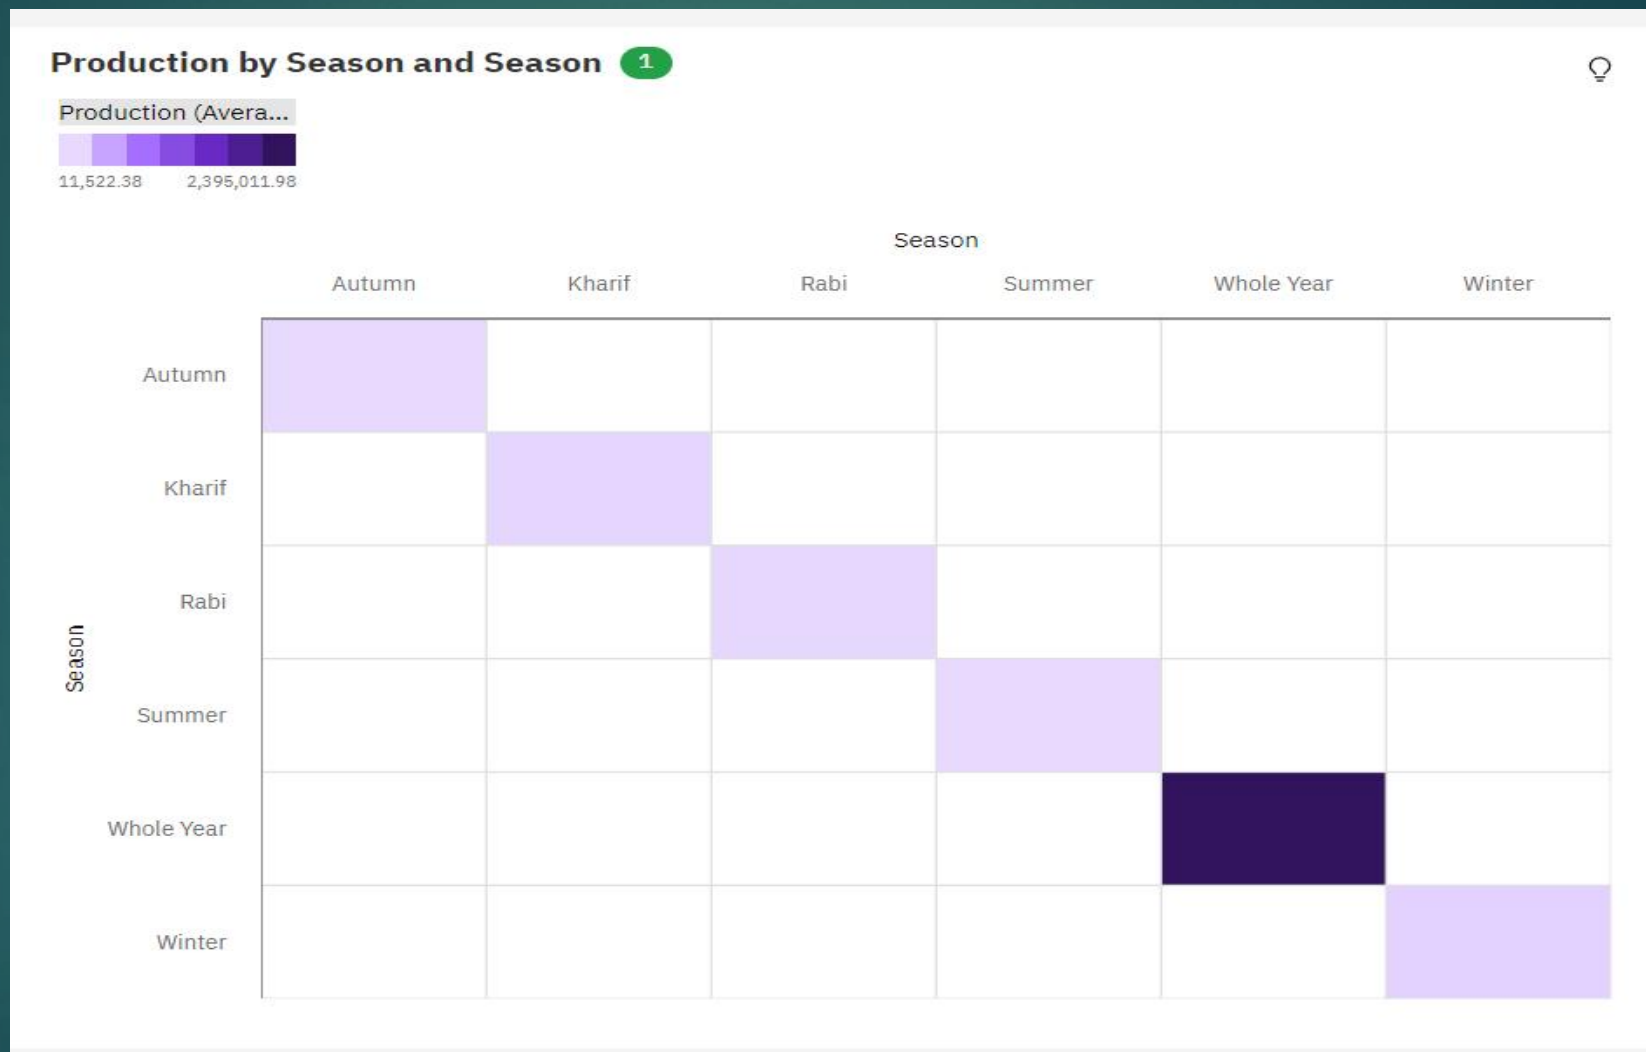 Production by Season and Season 1
Production (Avera...
11,522.38 2,395,011.98
Season
Autumn Kharif Rabi Summer Whole Year Winter
Autumn
Kharif
Rabi
Season
Summer
Whole Year
Winter